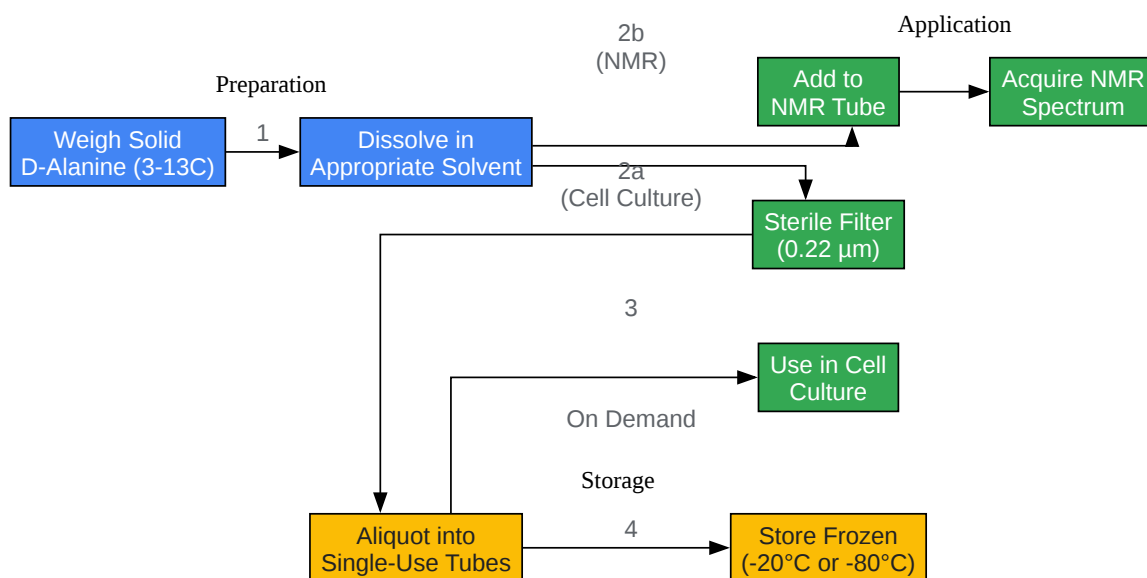 2b
(NMR)
Application
Preparation
Add to
NMR Tube
Acquire NMR
Spectrum
Weigh Solid
D-Alanine (3-13C)
1
Dissolve in
Appropriate Solvent
2a
(Cell Culture)
Sterile Filter
(0.22 µm)
3
Use in Cell
Culture
On Demand
Storage
Aliquot into
Single-Use Tubes
4
Store Frozen
(-20°C or -80°C)